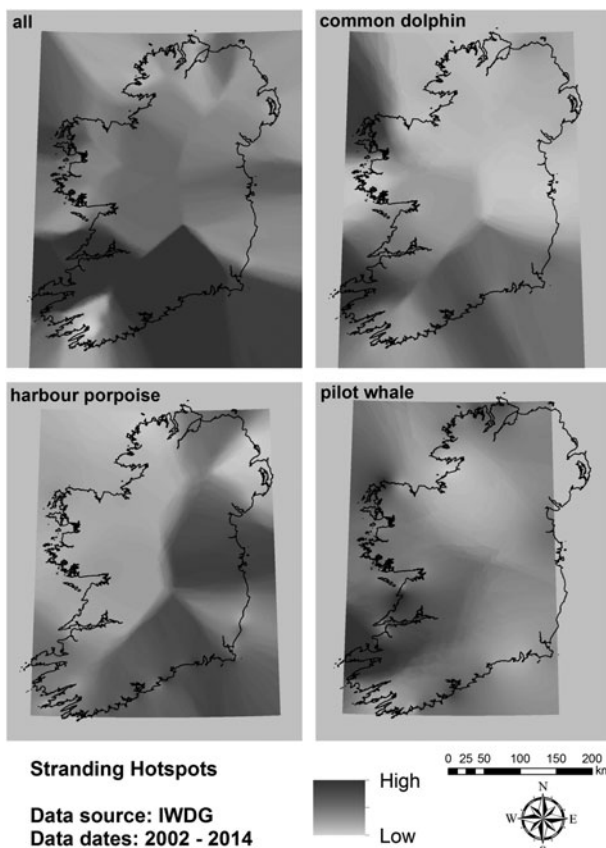 all
common dolphin
harbour porpoise
pilot whale
Stranding Hotspots
Data source: IWDG
Data dates: 2002 - 2014
High
Low
0 25 50 100 150 200
km
N
W E